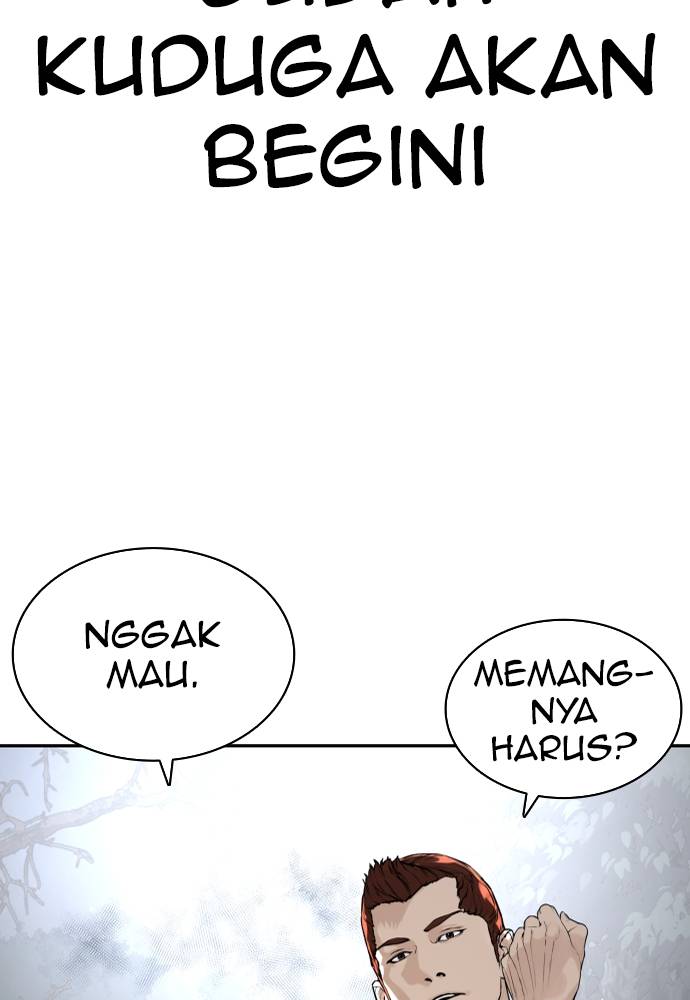 KUDUGA AKAN
BEGINI
NGGAK
MAU.
MEMANG-
NYA
HARUS?